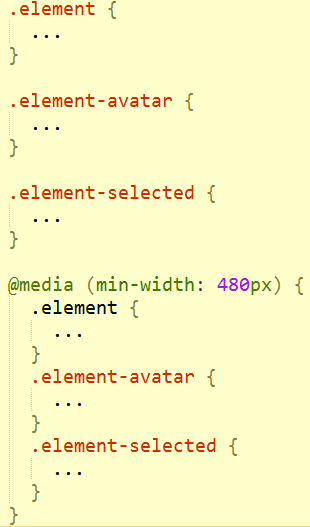 .element {
  ...
}

.element-avatar {
  ...
}

.element-selected {
  ...
}

@media (min-width: 480px) {
  .element {
    ...
  }
  .element-avatar {
    ...
  }
  .element-selected {
    ...
  }
}